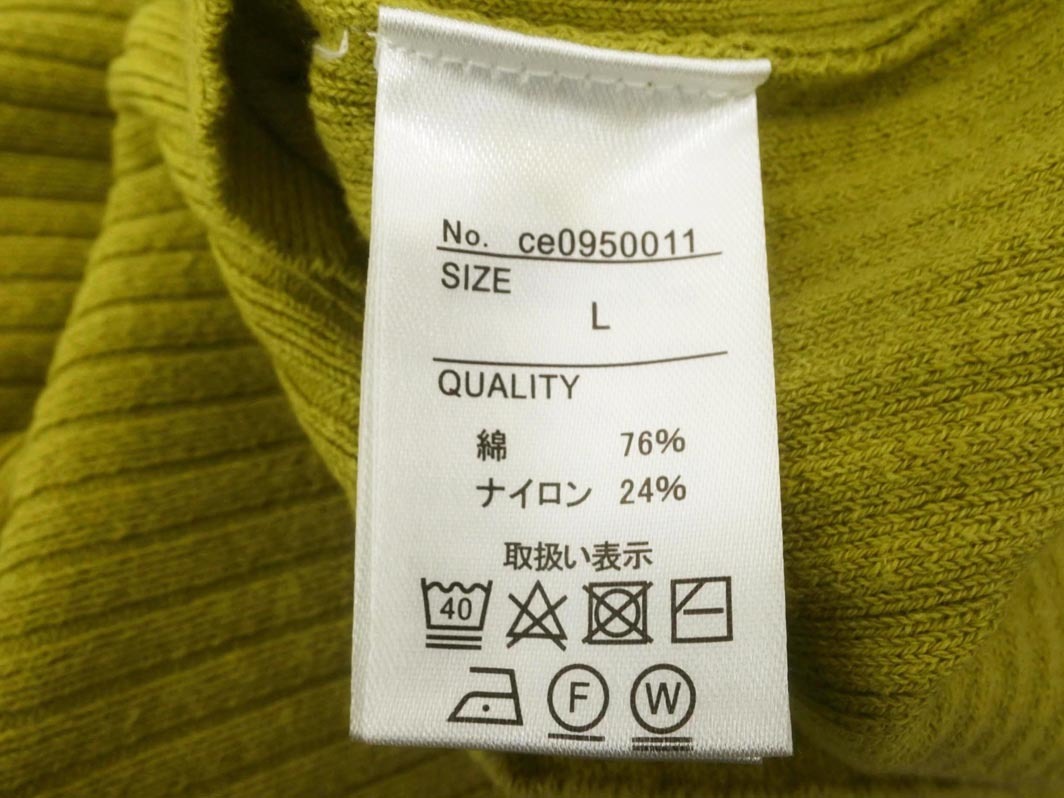 No. ce0950011
SIZE
L
QUALITY
綿 76%
ナイロン 24%
取扱い表示
40
F W